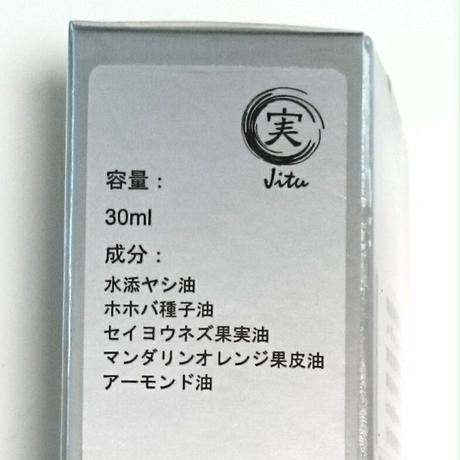 実
Jitu
容量：
30ml
成分：
水添ヤシ油
ホホバ種子油
セイヨウネズ果実油
マンダリンオレンジ果皮油
アーモンド油